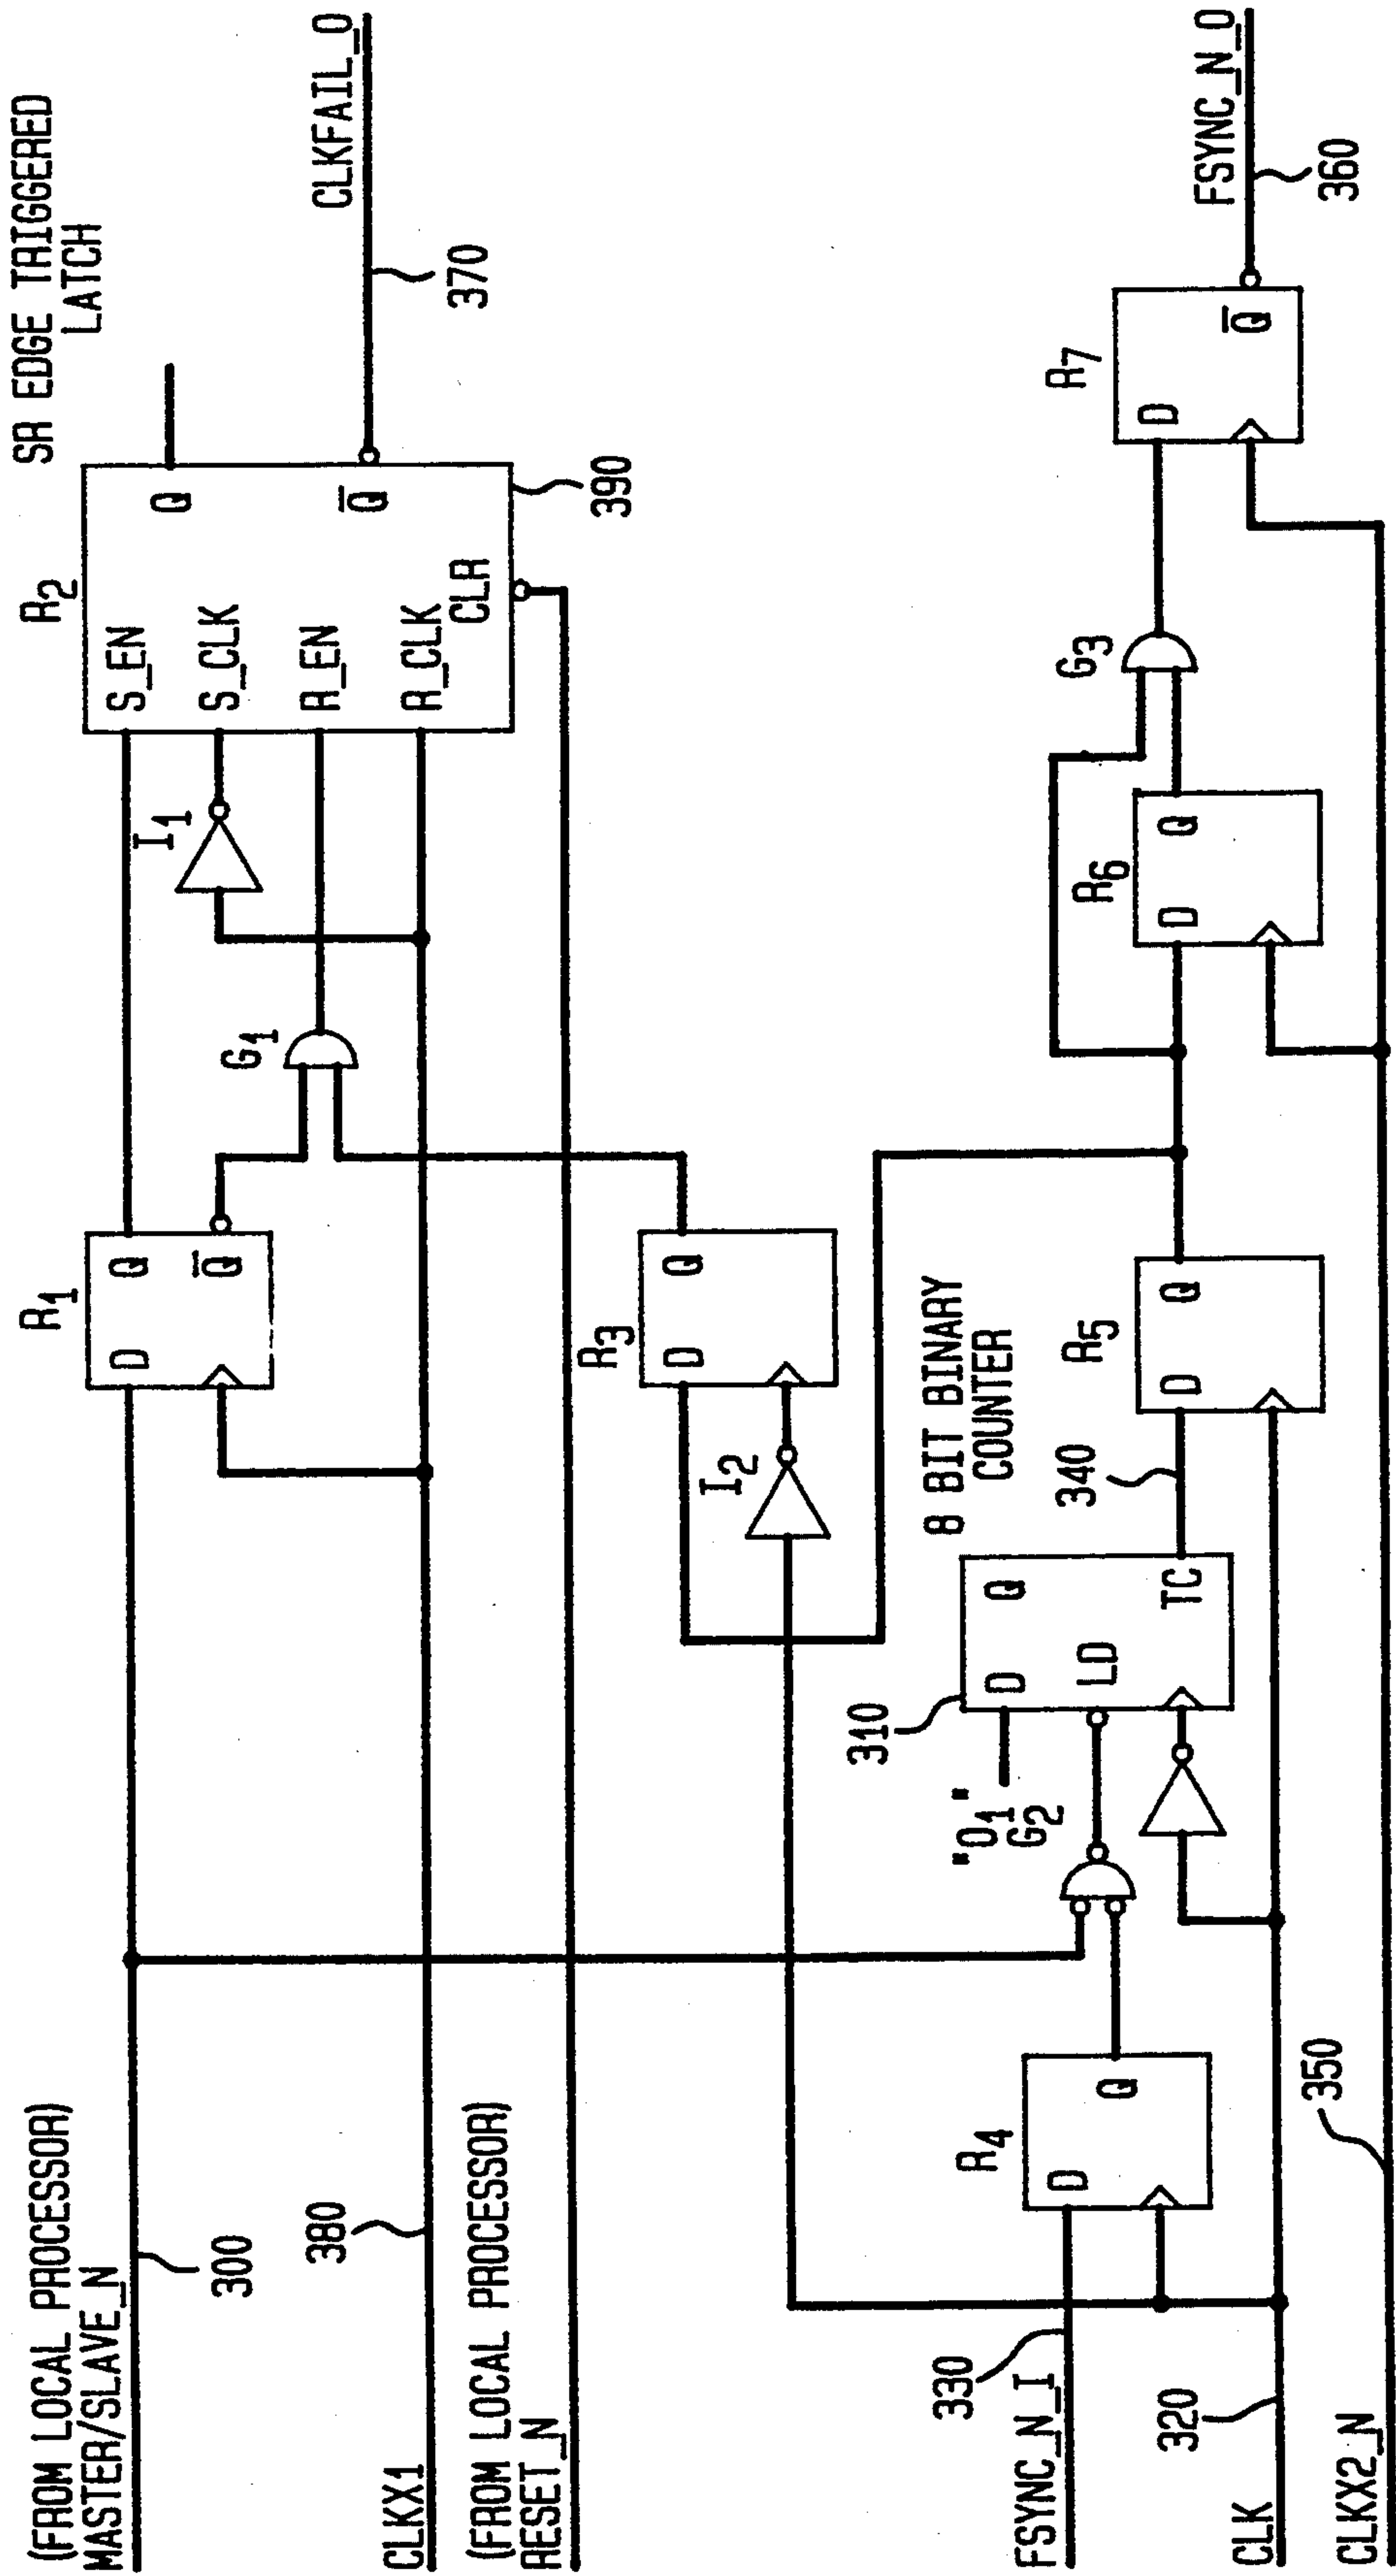 (FROM LOCAL PROCESSOR)
MASTER/SLAVE_N
300
CLKX1
380
(FROM LOCAL PROCESSOR)
RESET_N
R1
D
Q
Q̅
G1
I1
R2
S_EN
S_CLK
R_EN
R_CLK
CLR
Q
Q̅
390
SR EDGE TRIGGERED
LATCH
CLKFAIL_O
370
R3
D
Q
I2
8 BIT BINARY
COUNTER
310
"01"
G2
D
Q
LD
TC
340
FSYNC_N_I
330
R4
D
Q
CLK
320
CLKX2_N
350
R5
D
Q
R6
D
Q
G3
R7
D
Q̅
FSYNC_N_O
360